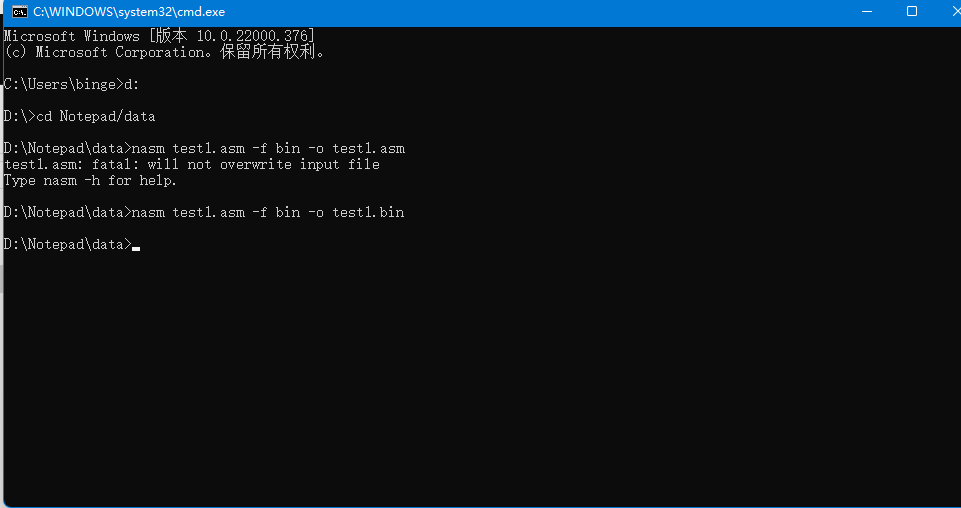 C:\WINDOWS\system32\cmd.exe
Microsoft Windows [版本 10.0.22000.376]
(c) Microsoft Corporation。保留所有权利。
C:\Users\binge>d:
D:\>cd Notepad/data
D:\Notepad\data>nasm test1.asm -f bin -o test1.asm
test1.asm: fatal: will not overwrite input file
Type nasm -h for help.
D:\Notepad\data>nasm test1.asm -f bin -o test1.bin
D:\Notepad\data>